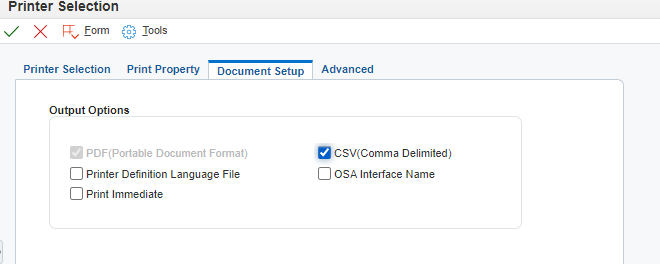 Printer Selection
Form Tools
Printer Selection Print Property Document Setup Advanced
Output Options
PDF(Portable Document Format) CSV(Comma Delimited)
Printer Definition Language File OSA Interface Name
Print Immediate